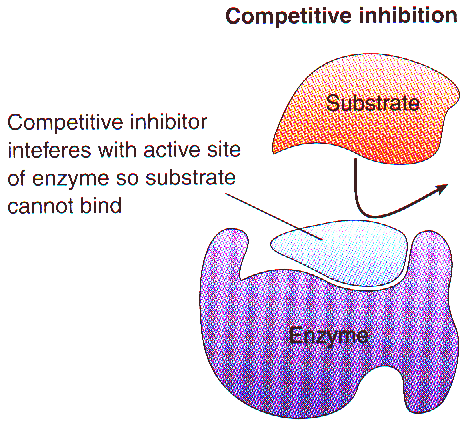 Competitive inhibition
Substrate
Competitive inhibitor
inteferes with active site
of enzyme so substrate
cannot bind
Enzyme